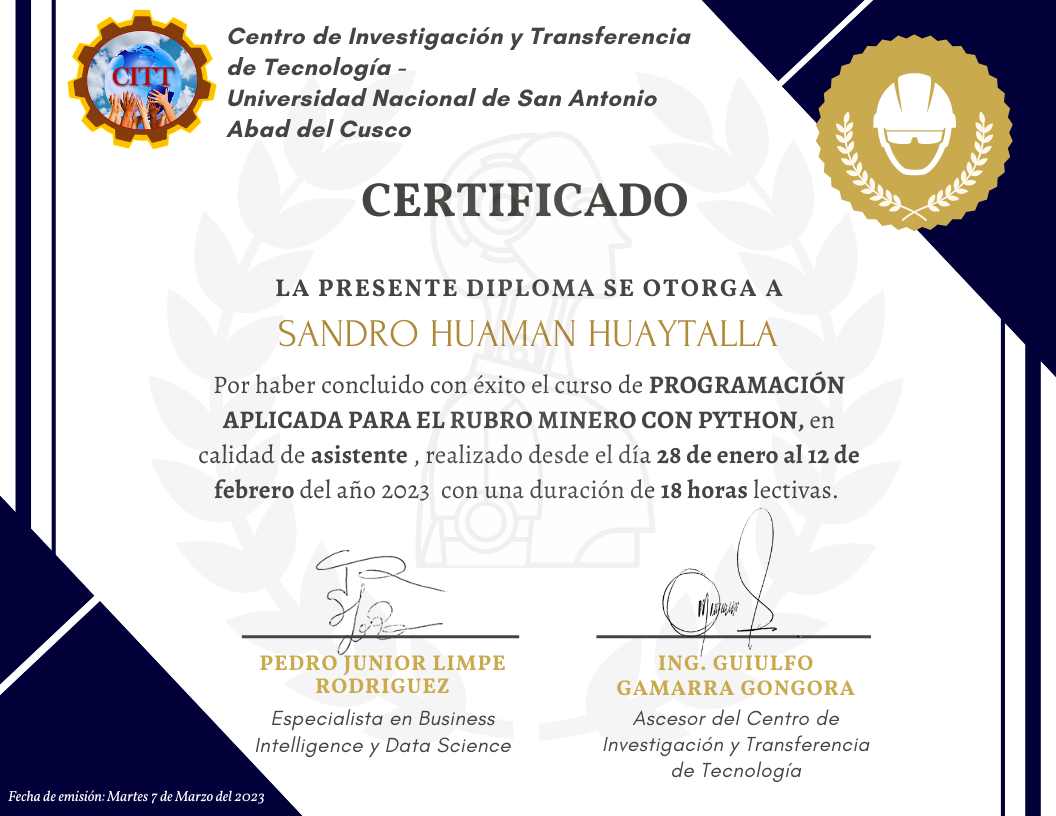 CITT
Centro de Investigación y Transferencia
de Tecnología -
Universidad Nacional de San Antonio
Abad del Cusco
CERTIFICADO
LA PRESENTE DIPLOMA SE OTORGA A
SANDRO HUAMAN HUAYTALLA
Por haber concluido con éxito el curso de PROGRAMACIÓN
APLICADA PARA EL RUBRO MINERO CON PYTHON, en
calidad de asistente , realizado desde el día 28 de enero al 12 de
febrero del año 2023 con una duración de 18 horas lectivas.
PEDRO JUNIOR LIMPE
RODRIGUEZ
Especialista en Business
Intelligence y Data Science
ING. GUIULFO
GAMARRA GONGORA
Ascesor del Centro de
Investigación y Transferencia
de Tecnología
Fecha de emisión: Martes 7 de Marzo del 2023